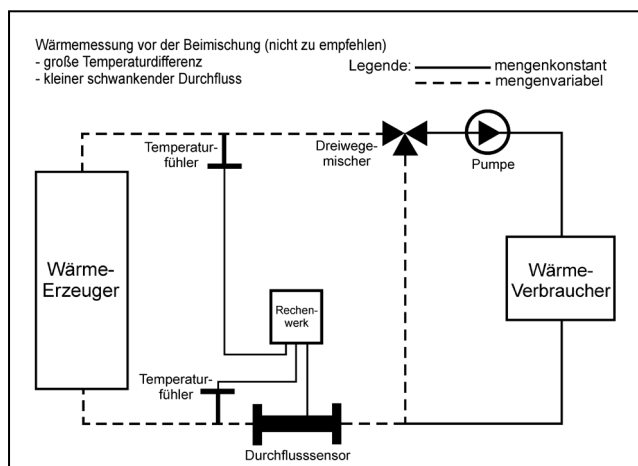 Wärmemessung vor der Beimischung (nicht zu empfehlen)
- große Temperaturdifferenz
- kleiner schwankender Durchfluss
Legende:
mengenkonstant
mengenvariabel
Temperatur-
fühler
Dreiwege-
mischer
Pumpe
Wärme-
Erzeuger
Rechen-
werk
Wärme-
Verbraucher
Temperatur-
fühler
Durchflusssensor